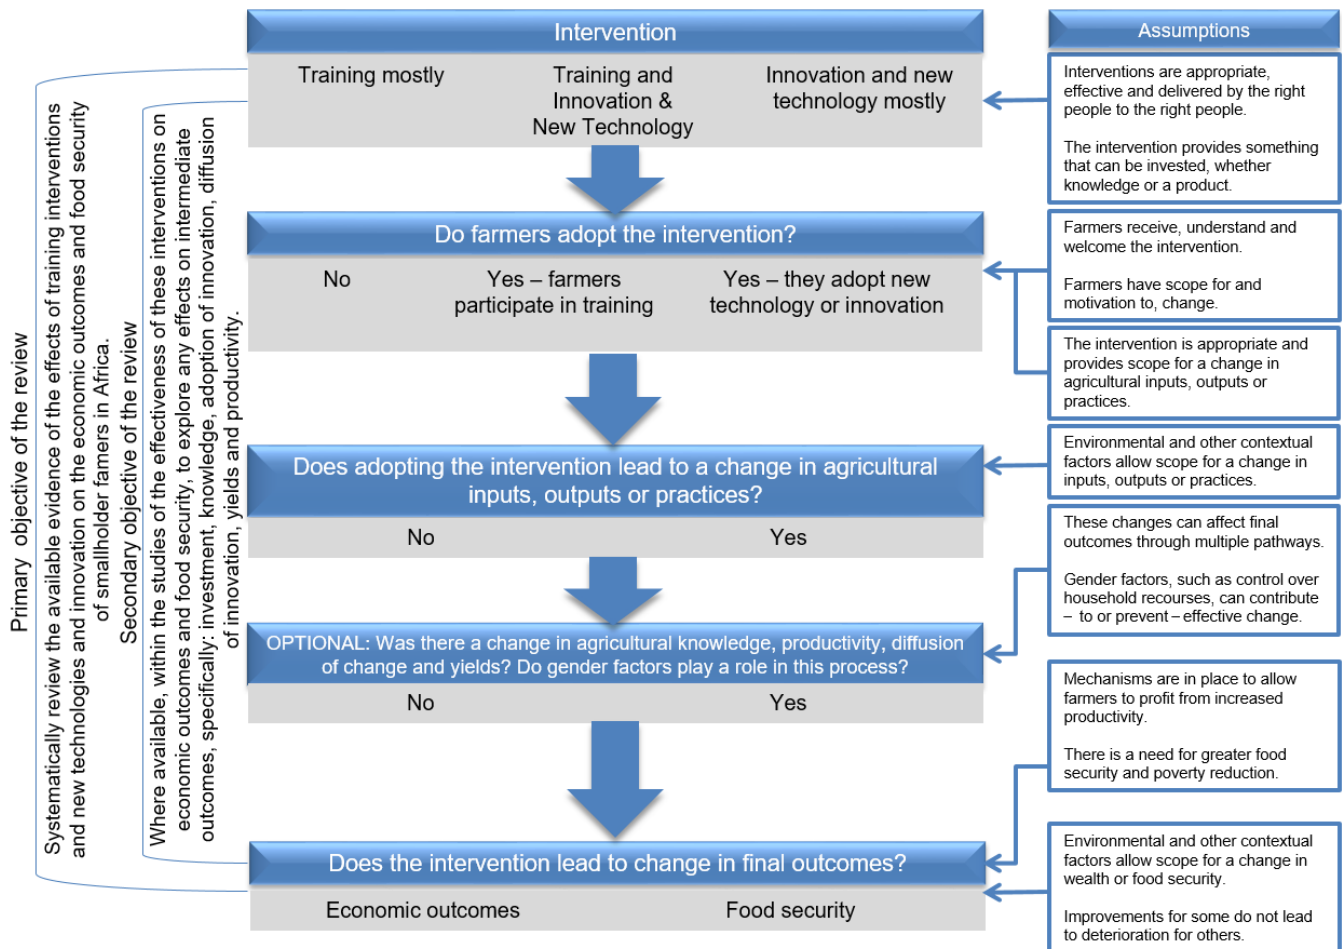 Primary objective of the review
Systematically review the available evidence of the effects of training interventions
and new technologies and innovation on the economic outcomes and food security
of smallholder famers in Africa.
Secondary objective of the review
Where available, within the studies of the effectiveness of these interventions on
economic outcomes and food security, to explore any effects on intermediate
outcomes, specifically: investment, knowledge, adoption of innovation, diffusion
of innovation, yields and productivity.
Intervention
Training mostly
Training and
Innovation &
New Technology
Innovation and new
technology mostly
Do farmers adopt the intervention?
No
Yes – farmers
participate in training
Yes – they adopt new
technology or innovation
Does adopting the intervention lead to a change in agricultural
inputs, outputs or practices?
No
Yes
OPTIONAL: Was there a change in agricultural knowledge, productivity, diffusion
of change and yields? Do gender factors play a role in this process?
No
Yes
Does the intervention lead to change in final outcomes?
Economic outcomes
Food security
Assumptions
Interventions are appropriate,
effective and delivered by the right
people to the right people.
The intervention provides something
that can be invested, whether
knowledge or a product.
Farmers receive, understand and
welcome the intervention.
Farmers have scope for and
motivation to, change.
The intervention is appropriate and
provides scope for a change in
agricultural inputs, outputs or
practices.
Environmental and other contextual
factors allow scope for a change in
inputs, outputs or practices.
These changes can affect final
outcomes through multiple pathways.
Gender factors, such as control over
household recourses, can contribute
– to or prevent – effective change.
Mechanisms are in place to allow
farmers to profit from increased
productivity.
There is a need for greater food
security and poverty reduction.
Environmental and other contextual
factors allow scope for a change in
wealth or food security.
Improvements for some do not lead
to deterioration for others.